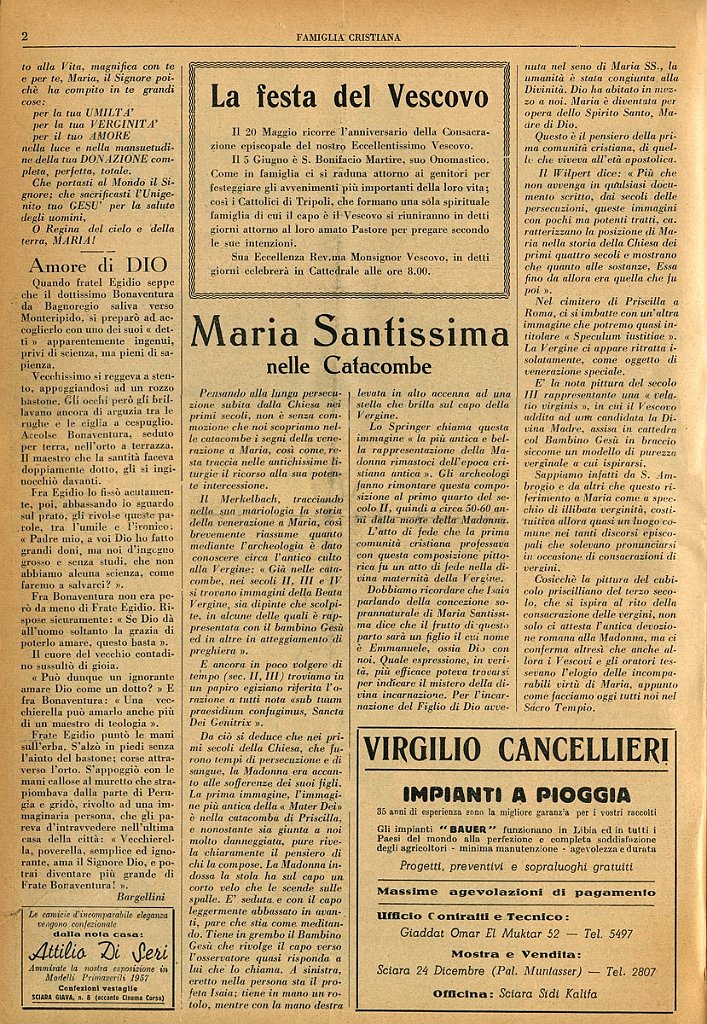 2
FAMIGLIA CRISTIANA
to alla Vita, magnifica con te
e per te, Maria, il Signore poi-
chè ha compito in te grandi
cose:
per la tua UMILTA'
per la tua VERGINITA'
per il tuo AMORE
nella luce e nella mansuetudi-
ne della tua DONAZIONE com-
pleta, perfetta, totale.
Che portasti al Mondo il Si-
gnore; che sacrificasti l'Unige-
nito tuo GESU' per la salute
degli uomini,
O Regina del cielo e della
terra, MARIA!
Amore di DIO
Quando fratel Egidio seppe
che il dottissimo Bonaventura
da Bagnoregio saliva verso
Monteripido, si preparò ad ac-
coglierlo con uno dei suoi « det-
ti » apparentemente ingenui,
privi di scienza, ma pieni di sa-
pienza.
Vecchissimo si reggeva a sten-
to, appoggiandosi ad un rozzo
bastone. Gli occhi però gli bril-
lavano ancora di arguzia tra le
rughe e le ciglia a cespuglio.
Accolse Bonaventura, seduto
per terra, nell'orto a terrazza.
Il maestro che la santità faceva
doppiamente dotto, gli si ingi-
nocchiò davanti.
Fra Egidio lo fissò acutamen-
te, poi, abbassando lo sguardo
sul prato, gli rivolse queste pa-
role, tra l'umile e l'ironico:
« Padre mio, a voi Dio ho fatto
grandi doni, ma noi d'ingegno
grosso e senza studi, che non
abbiamo alcuna scienza, come
faremo a salvarci? ».
Fra Bonaventura non era pe-
rò da meno di Frate Egidio. Ri-
spose sicuramente: « Se Dio dà
all'uomo soltanto la grazia di
poterlo amare, questo basta ».
Il cuore del vecchio contadi-
no sussultò di gioia.
« Può dunque un ignorante
amare Dio come un dotto? » E
fra Bonaventura: « Una vec-
chierella può amarlo anche più
di un maestro di teologia ».
Frate Egidio puntò le mani
sull'erba. S'alzò in piedi senza
l'aiuto del bastone; corse attra-
verso l'orto. S'appoggiò con le
mani callose al muretto che stra-
piombava dalla parte di Peru-
gia e gridò, rivolto ad una im-
maginaria persona, che gli pa-
reva d'intravvedere nell'ultima
casa della città: « Vecchierel-
la, poverella, semplice ed igno-
rante, ama il Signore Dio, e po-
trai diventare più grande di
Frate Bonaventura! ».
Bargellini
Le camicie d'incomparabile eleganza
vengono confezionate
dalla nota casa:
Attilio Di Seri
Ammirate la nostra esposizione in
Modelli Primaverili 1957
Confezioni vestaglie
SCIARA GIAVA, n. 8 (accanto Cinema Corso)
La festa del Vescovo
Il 20 Maggio ricorre l'anniversario della Consacra-
zione episcopale del nostro Eccellentissimo Vescovo.
Il 5 Giugno è S. Bonifacio Martire, suo Onomastico.
Come in famiglia ci si raduna attorno ai genitori per
festeggiare gli avvenimenti più importanti della loro vita;
così i Cattolici di Tripoli, che formano una sola spirituale
famiglia di cui il capo è il Vescovo si riuniranno in detti
giorni attorno al loro amato Pastore per pregare secondo
le sue intenzioni.
Sua Eccellenza Rev.ma Monsignor Vescovo, in detti
giorni celebrerà in Cattedrale alle ore 8.00.
Maria Santissima
nelle Catacombe
Pensando alla lunga persecu-
zione subita dalla Chiesa nei
primi secoli, non è senza com-
mozione che noi scopriamo nel-
le catacombe i segni della vene-
razione a Maria, così come re-
sta traccia nelle antichissime li-
turgie il ricorso alla sua poten-
te intercessione.
Il Merkelbach, tracciando
nella sua mariologia la storia
della venerazione a Maria, così
brevemente riassume quanto
mediante l'archeologia è dato
conoscere circa l'antico culto
alla Vergine: « Già nelle cata-
combe, nei secoli II, III e IV
si trovano immagini della Beata
Vergine, sia dipinte che scolpi-
te, in alcune delle quali è rap-
presentata con il bambino Gesù
ed in altre in atteggiamento di
preghiera ».
E ancora in poco volgere di
tempo (sec. II, III) troviamo in
un papiro egiziano riferita l'o-
razione a tutti nota «sub tuum
praesidium confugimus, Sancta
Dei Genitrix ».
Da ciò si deduce che nei pri-
mi secoli della Chiesa, che fu-
rono tempi di persecuzione e di
sangue, la Madonna era accan-
to alle sofferenze dei suoi figli.
La prima immagine, l'immagi-
ne più antica della « Mater Dei»
è nella catacomba di Priscilla,
e nonostante sia giunta a noi
molto danneggiata, pure rive-
la chiaramente il pensiero di
chi la compose. La Madonna in-
dossa la stola ha sul capo un
corto velo che le scende sulle
spalle. E' seduta e con il capo
leggermente abbassato in avan-
ti, pare che stia come meditan-
do. Tiene in grembo il Bambino
Gesù che rivolge il capo verso
l'osservatore quasi risponda a
lui che lo chiama. A sinistra,
eretto nella persona sta il pro-
feta Isaia; tiene in mano un ro-
tolo, mentre con la mano destra
levata in alto accenna ad una
stella che brilla sul capo della
Vergine.
Lo Springer chiama questa
immagine « la più antica e bel-
la rappresentazione della Ma-
donna rimastoci dell'epoca cri-
stiana antica ». Gli archeologi
fanno rimontare questa compo-
sizione al primo quarto del se-
colo II, quindi a circa 50-60 an-
ni dalla morte della Madonna.
L'atto di fede che la prima
comunità cristiana professava
con questa composizione pitto-
rica fu un atto di fede nella di-
vina maternità della Vergine.
Dobbiamo ricordare che Isaia
parlando della concezione so-
prannaturale di Maria Santissi-
ma dice che il frutto di questo
parto sarà un figlio il cui nome
è Emmanuele, ossia Dio con
noi. Quale espressione, in veri-
tà, più efficace poteva trovarsi
per indicare il mistero della di-
vina incarnazione. Per l'incar-
nazione del Figlio di Dio avve-
nuta nel seno di Maria SS., la
umanità è stata congiunta alla
Divinità. Dio ha abitato in mez-
zo a noi. Maria è diventata per
opera dello Spirito Santo, Ma-
dre di Dio.
Questo è il pensiero della pri-
ma comunità cristiana, di quel-
le che viveva all'età apostolica.
Il Wilpert dice: « Più che
non avvenga in qualsiasi docu-
mento scritto, dai secoli delle
persecuzioni, queste immagini
con pochi ma potenti tratti, ca-
ratterizzano la posizione di Ma-
ria nella storia della Chiesa dei
primi quattro secoli e mostrano
che quanto alle sostanze, Essa
fino da allora era quella che fu
poi ».
Nel cimitero di Priscilla a
Roma, ci si imbatte con un'altra
immagine che potremo quasi in-
titolare « Speculum iustitiae ».
La Vergine ci appare ritratta i-
solatamente, come oggetto di
venerazione speciale.
E' la nota pittura del secolo
III rappresentante una « vela-
tio virginis », in cui il Vescovo
addita ad una candidata la Di-
vina Madre, assisa in cattedra
col Bambino Gesù in braccio
siccome un modello di purezza
verginale a cui ispirarsi.
Sappiamo infatti da S. Am-
brogio e da altri che questo ri-
ferimento a Maria come a spec-
chio di illibata verginità, costi-
tuitiva allora quasi un luogo co-
mune nei tanti discorsi episco-
pali che solevano pronunciarsi
in occasione di consacrazioni di
vergini.
Cosicchè la pittura del cubi-
colo priscilliano del terzo seco-
lo, che si ispira al rito della
consacrazione delle vergini, non
solo ci attesta l'antica devozio-
ne romana alla Madonna, ma ci
conferma altresì che anche al-
lora i Vescovi e gli oratori tes-
sevano l'elogio delle incompa-
rabili virtù di Maria, appunto
come facciano oggi tutti noi nel
Sacro Tempio.
VIRGILIO CANCELLIERI
IMPIANTI A PIOGGIA
35 anni di esperienza sono la migliore garanzia per i vostri raccolti
Gli impianti "BAUER" funzionano in Libia ed in tutti i
Paesi del mondo alla perfezione e completa soddisfazione
degli agricoltori - minima manutenzione - agevolezza e durata
Progetti, preventivi e sopraluoghi gratuiti
Massime agevolazioni di pagamento
Ufficio Contratti e Tecnico:
Giaddat Omar El Muktar 52 — Tel. 5497
Mostra e Vendita:
Sciara 24 Dicembre (Pal. Muntasser) — Tel. 2807
Officina: Sciara Sidi Kalifa